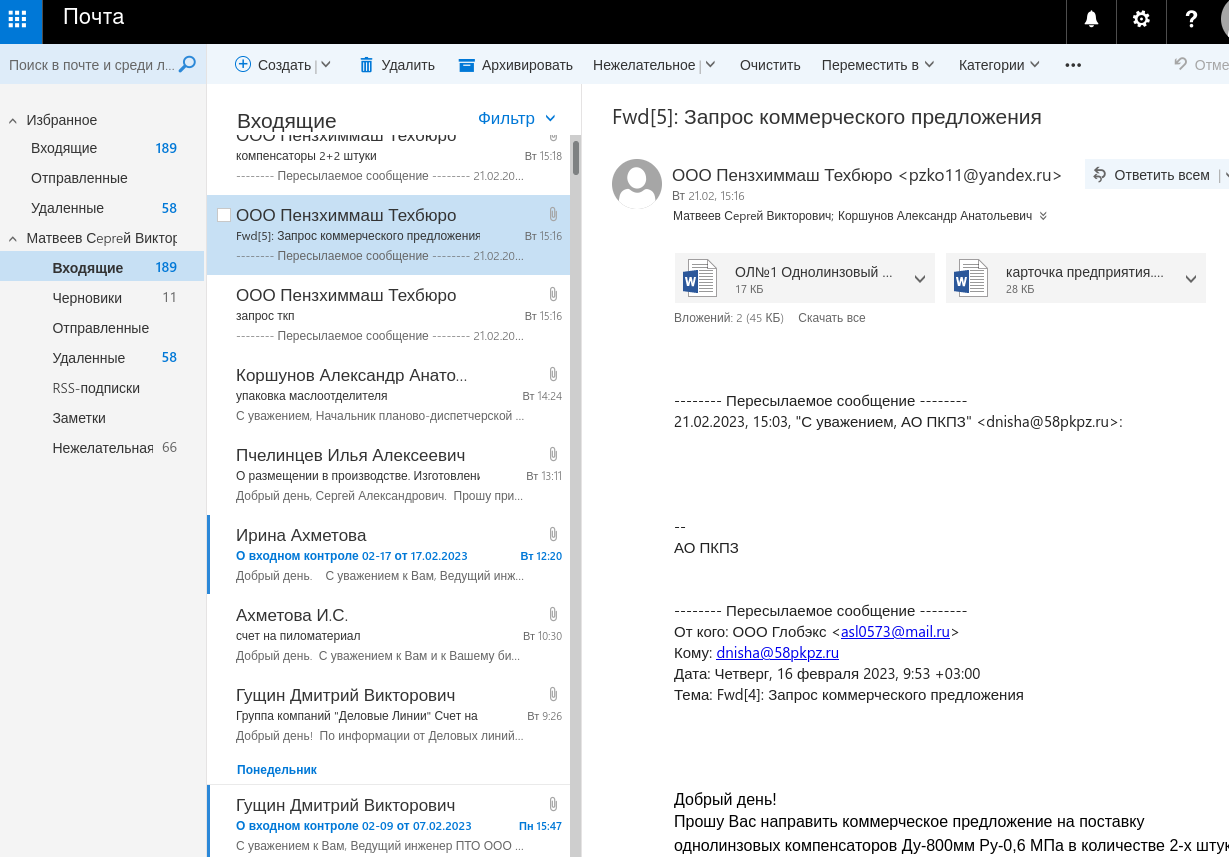 Почта
Поиск в почте и среди л...
Создать
Удалить
Архивировать
Нежелательное
Очистить
Переместить в
Категории
•••
Отме
Избранное
Входящие 189
Отправленные
Удаленные 58
Матвеев Сергей Виктор
Входящие 189
Черновики 11
Отправленные
Удаленные 58
RSS-подписки
Заметки
Нежелательная 66
Входящие
Фильтр
ООО Пензхиммаш Техбюро
компенсаторы 2+2 штуки Вт 15:18
-------- Пересылаемое сообщение -------- 21.02.20...
ООО Пензхиммаш Техбюро
Fwd[5]: Запрос коммерческого предложения Вт 15:16
-------- Пересылаемое сообщение -------- 21.02.20...
ООО Пензхиммаш Техбюро
запрос ткп Вт 15:16
-------- Пересылаемое сообщение -------- 21.02.20...
Коршунов Александр Анато...
упаковка маслоотделителя Вт 14:24
С уважением, Начальник планово-диспетчерской ...
Пчелинцев Илья Алексеевич
О размещении в производстве. Изготовлени Вт 13:11
Добрый день, Сергей Александрович. Прошу при...
Ирина Ахметова
О входном контроле 02-17 от 17.02.2023 Вт 12:20
Добрый день. С уважением к Вам, Ведущий инж...
Ахметова И.С.
счет на пиломатериал Вт 10:30
Добрый день. С уважением к Вам и к Вашему би...
Гущин Дмитрий Викторович
Группа компаний "Деловые Линии" Счет на Вт 9:26
Добрый день! По информации от Деловых линий...
Понедельник
Гущин Дмитрий Викторович
О входном контроле 02-09 от 07.02.2023 Пн 15:47
С уважением к Вам, Ведущий инженер ПТО ООО ...
Fwd[5]: Запрос коммерческого предложения
ООО Пензхиммаш Техбюро <pzko11@yandex.ru>
Ответить всем
Вт 21.02, 15:16
Матвеев Сергей Викторович; Коршунов Александр Анатольевич
ОЛ№1 Однолинзовый ...
17 КБ
карточка предприятия....
28 КБ
Вложений: 2 (45 КБ) Скачать все
-------- Пересылаемое сообщение --------
21.02.2023, 15:03, "С уважением, АО ПКПЗ" <dnisha@58pkpz.ru>:
--
АО ПКПЗ
-------- Пересылаемое сообщение --------
От кого: ООО Глобэкс <asl0573@mail.ru>
Кому: dnisha@58pkpz.ru
Дата: Четверг, 16 февраля 2023, 9:53 +03:00
Тема: Fwd[4]: Запрос коммерческого предложения
Добрый день!
Прошу Вас направить коммерческое предложение на поставку
однолинзовых компенсаторов Ду-800мм Ру-0,6 МПа в количестве 2-х штук